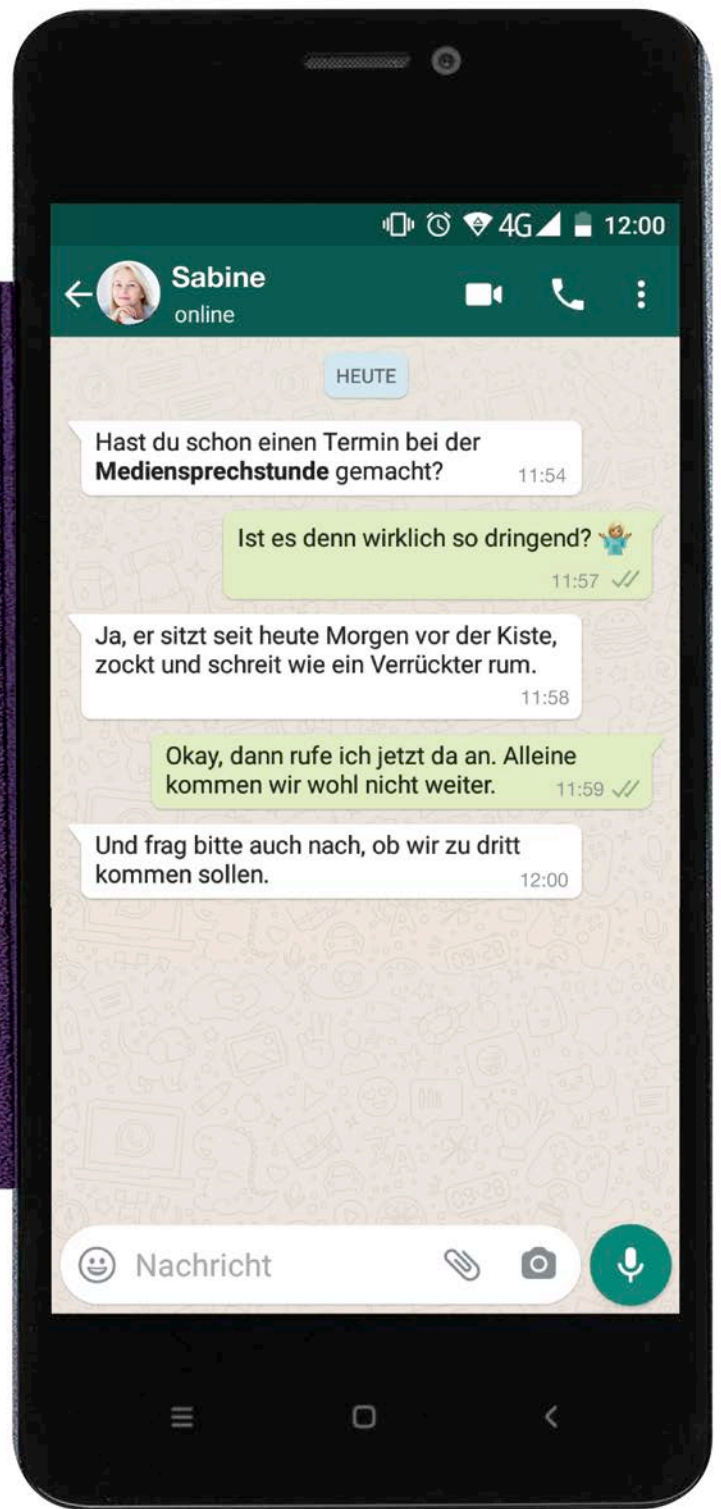 4G 12:00
Sabine
online
HEUTE
Hast du schon einen Termin bei der
Mediensprechstunde gemacht? 11:54
Ist es denn wirklich so dringend? 🤷
11:57
Ja, er sitzt seit heute Morgen vor der Kiste,
zockt und schreit wie ein Verrückter rum.
11:58
Okay, dann rufe ich jetzt da an. Alleine
kommen wir wohl nicht weiter. 11:59
Und frag bitte auch nach, ob wir zu dritt
kommen sollen. 12:00
Nachricht